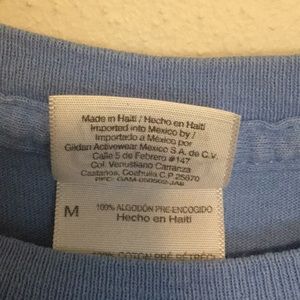 Made in Haiti / Hecho en Haiti
Imported into Mexico by /
Importado a México por
Gildan Activewear Mexico S.A. de C.V.
Calle 5 de Febrero #147
Col. Venustiano Carranza
Castanos, Coahuila C.P 25870
M
100% ALGODÓN PRE-ENCOGIDO
Hecho en Haiti